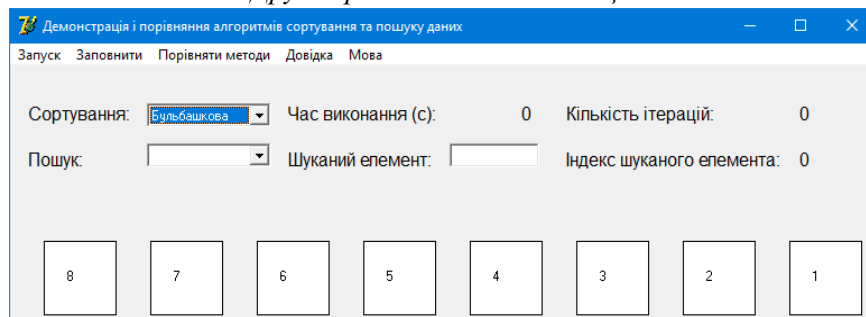 Демонстрація і порівняння алгоритмів сортування та пошуку даних
Запуск Заповнити Порівняти методи Довідка Мова
Сортування: Бульбашкова Час виконання (с): 0 Кількість ітерацій: 0
Пошук: Шуканий елемент: Індекс шуканого елемента: 0
8 7 6 5 4 3 2 1